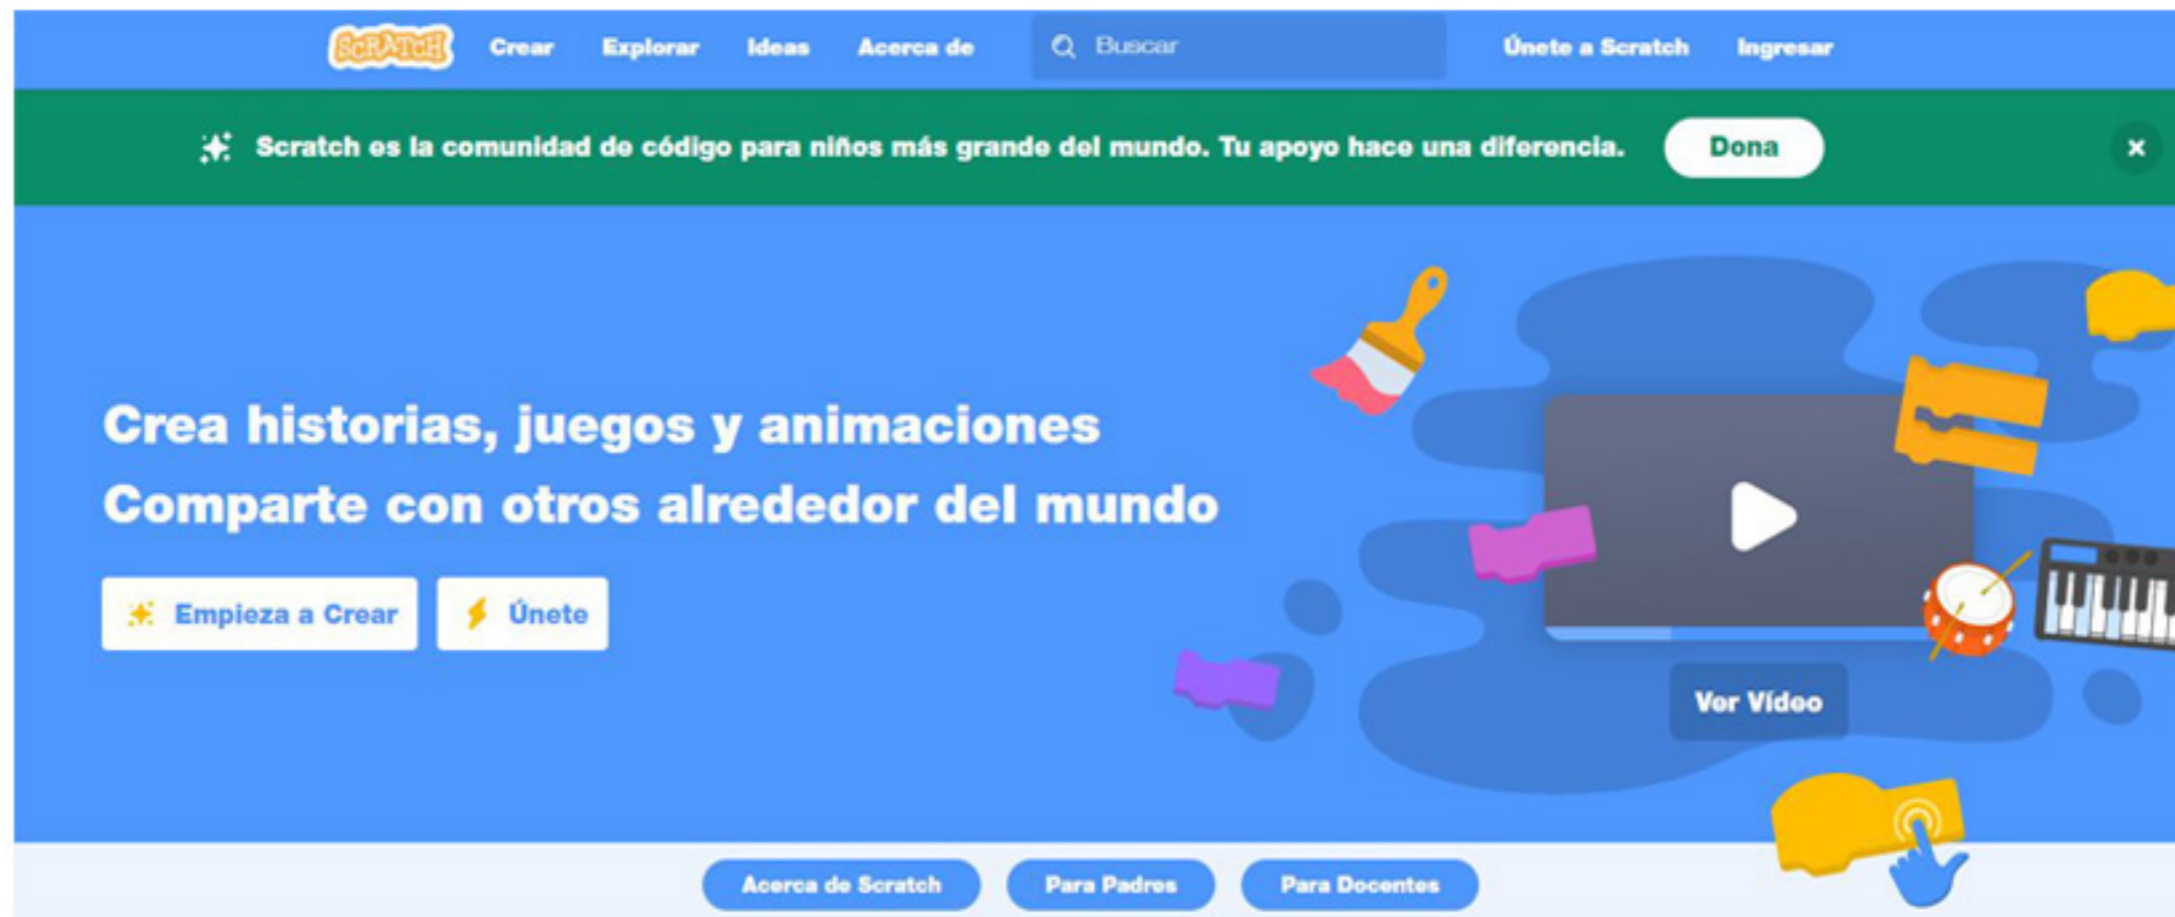 SCRATCH Crear Explorar Ideas Acerca de Buscar Únete a Scratch Ingresar
Scratch es la comunidad de código para niños más grande del mundo. Tu apoyo hace una diferencia. Dona
Crea historias, juegos y animaciones
Comparte con otros alrededor del mundo
Empieza a Crear Únete
Ver Vídeo
Acerca de Scratch Para Padres Para Docentes